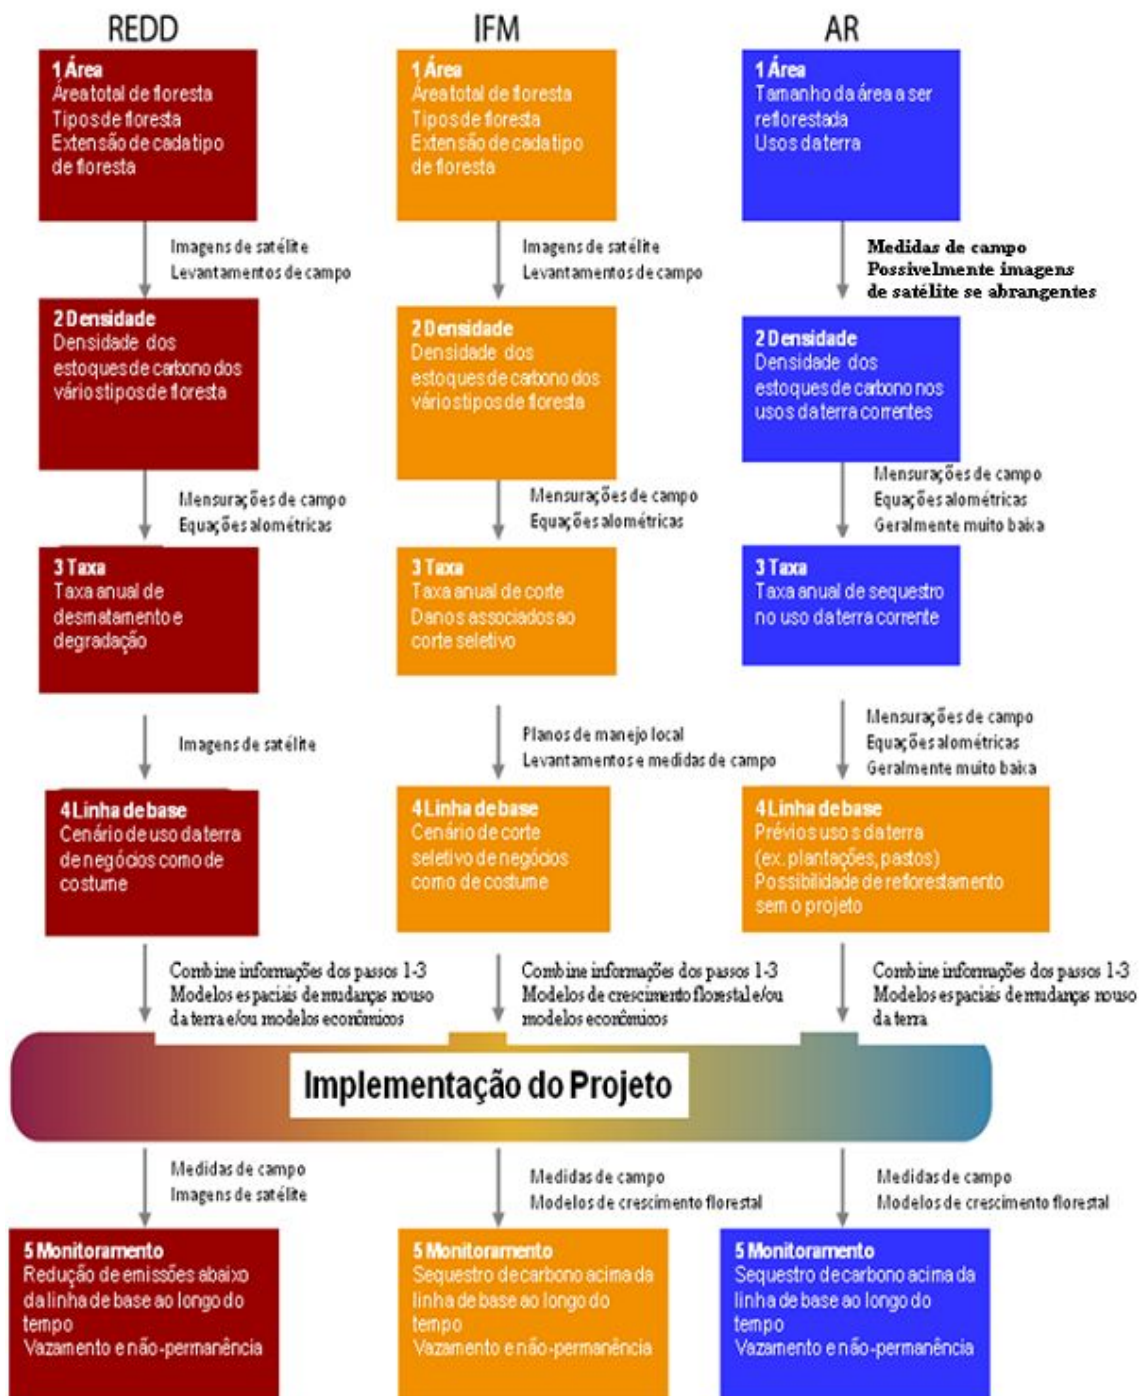 REDD
1 Área
Área total de floresta
Tipos de floresta
Extensão de cada tipo
de floresta
Imagens de satélite
Levantamentos de campo
2 Densidade
Densidade dos
estoques de carbono dos
vários tipos de floresta
Mensurações de campo
Equações alométricas
3 Taxa
Taxa anual de
desmatamento e
degradação
Imagens de satélite
4 Linha de base
Cenário de uso da terra
de negócios como de
costume
Combine informações dos passos 1-3
Modelos espaciais de mudanças no uso
da terra e/ou modelos econômicos
IFM
1 Área
Área total de floresta
Tipos de floresta
Extensão de cada tipo
de floresta
Imagens de satélite
Levantamentos de campo
2 Densidade
Densidade dos
estoques de carbono dos
vários tipos de floresta
Mensurações de campo
Equações alométricas
3 Taxa
Taxa anual de corte
Danos associados ao
corte seletivo
Planos de manejo local
Levantamentos e medidas de campo
4 Linha de base
Cenário de corte
seletivo de negócios
como de costume
Combine informações dos passos 1-3
Modelos de crescimento florestal e/ou
modelos econômicos
AR
1 Área
Tamanho da área a ser
reflorestada
Usos da terra
Medidas de campo
Possivelmente imagens
de satélite se abrangentes
2 Densidade
Densidade dos
estoques de carbono nos
usos da terra correntes
Mensurações de campo
Equações alométricas
Geralmente muito baixa
3 Taxa
Taxa anual de sequestro
no uso da terra corrente
Mensurações de campo
Equações alométricas
Geralmente muito baixa
4 Linha de base
Prévios uso s da terra
(ex. plantações, pastos)
Possibilidade de reflorestamento
sem o projeto
Combine informações dos passos 1-3
Modelos espaciais de mudanças no uso
da terra
Implementação do Projeto
Medidas de campo
Imagens de satélite
5 Monitoramento
Redução de emissões abaixo
da linha de base ao longo do
tempo
Vazamento e não-permanência
Medidas de campo
Modelos de crescimento florestal
5 Monitoramento
Sequestro de carbono acima da
linha de base ao longo do
tempo
Vazamento e não-permanência
Medidas de campo
Modelos de crescimento florestal
5 Monitoramento
Sequestro de carbono acima da
linha de base ao longo do
tempo
Vazamento e não-permanência